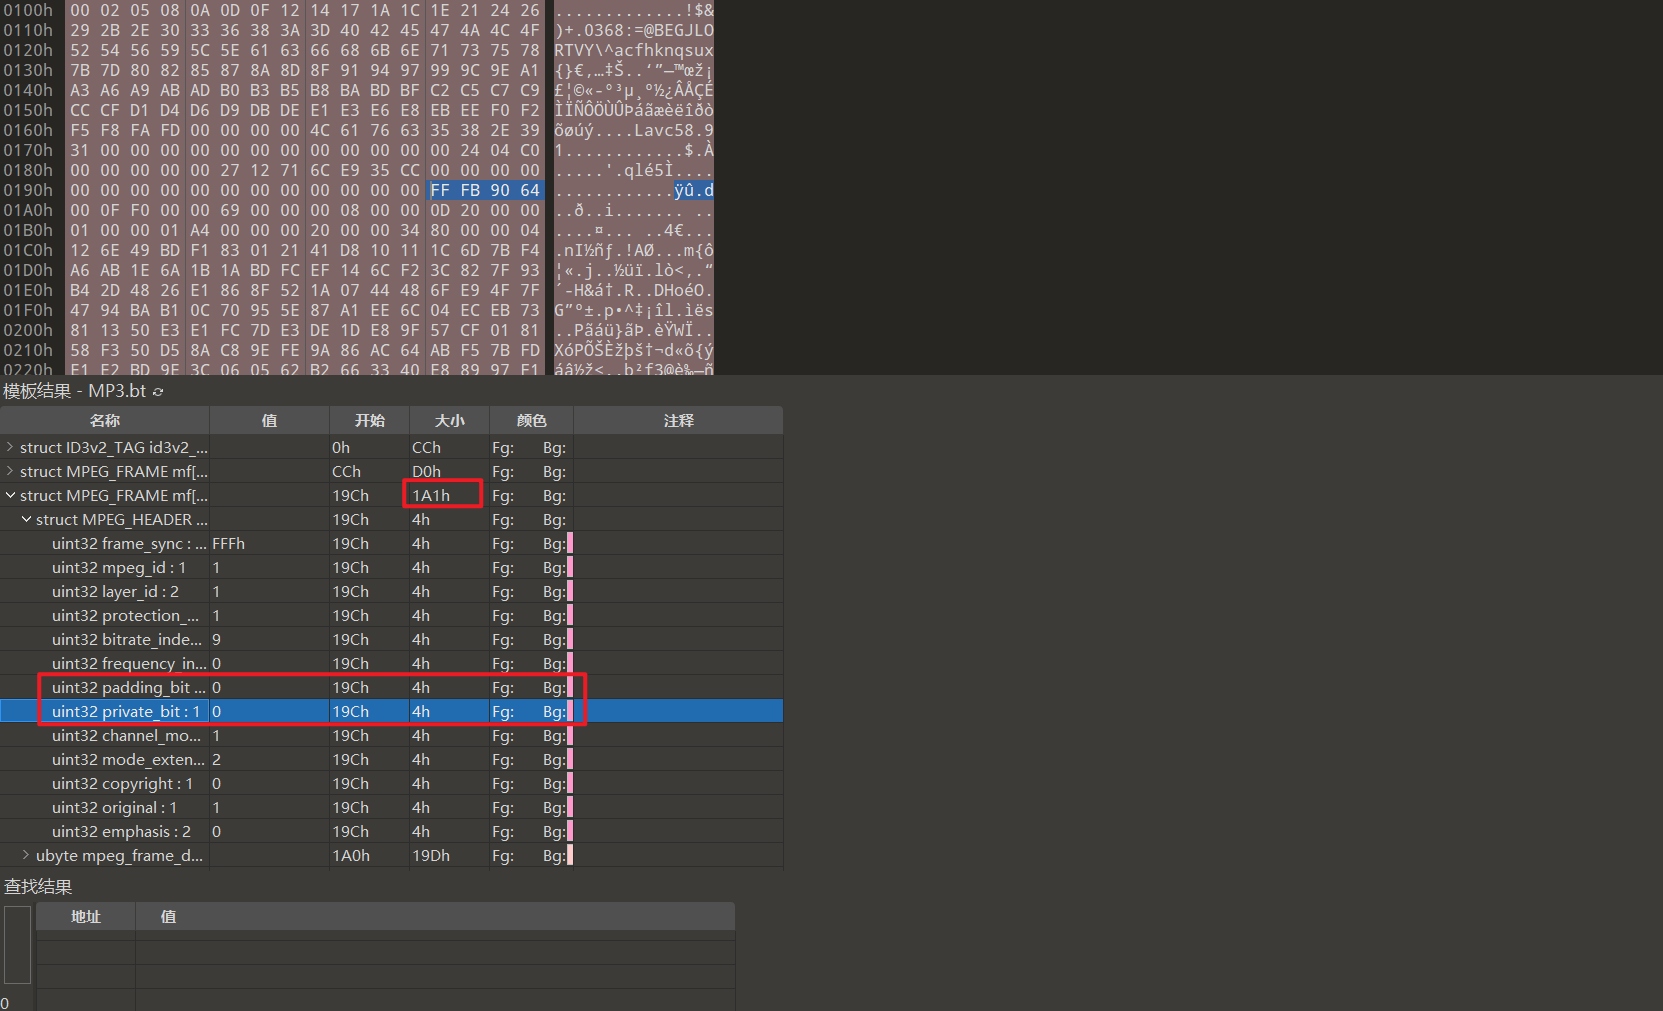 0100h 00 02 05 08 0A 0D 0F 12 14 17 1A 1C 1E 21 24 26 .............!$&
0110h 29 2B 2E 30 33 36 38 3A 3D 40 42 45 47 4A 4C 4F )+.0368:=@BEGJLO
0120h 52 54 56 59 5C 5E 61 63 66 68 6B 6E 71 73 75 78 RTVY\^acfhknqsux
0130h 7B 7D 80 82 85 87 8A 8D 8F 91 94 97 99 9C 9E A1 {}€‚…‡Š..‘”—™œž¡
0140h A3 A6 A9 AB AD B0 B3 B5 B8 BA BD BF C2 C5 C7 C9 £¦©«-°³µ¸º½¿ÂÅÇÉ
0150h CC CF D1 D4 D6 D9 DB DE E1 E3 E6 E8 EB EE F0 F2 ÌÏÑÔÖÙÛÞáãæèëîðò
0160h F5 F8 FA FD 00 00 00 00 4C 61 76 63 35 38 2E 39 õøúý....Lavc58.9
0170h 31 00 00 00 00 00 00 00 00 00 00 00 00 24 04 C0 1............$.À
0180h 00 00 00 00 00 27 12 71 6C E9 35 CC 00 00 00 00 .....'.qlé5Ì....
0190h 00 00 00 00 00 00 00 00 00 00 00 00 FF FB 90 64 ............ÿû.d
01A0h 00 0F F0 00 00 69 00 00 00 08 00 00 0D 20 00 00 ..ð..i....... ..
01B0h 01 00 00 01 A4 00 00 00 20 00 00 34 80 00 00 04 ....¤... ..4€...
01C0h 12 6E 49 BD F1 83 01 21 41 D8 10 11 1C 6D 7B F4 .nI½ñƒ.!AØ...m{ô
01D0h A6 AB 1E 6A 1B 1A BD FC EF 14 6C F2 3C 82 7F 93 ¦«.j..½üï.lò<‚.“
01E0h B4 2D 48 26 E1 86 8F 52 1A 07 44 48 6F E9 4F 7F ´-H&á†.R..DHoéO.
01F0h 47 94 BA B1 0C 70 95 5E 87 A1 EE 6C 04 EC EB 73 G”º±.p•^‡¡îl.ìës
0200h 81 13 50 E3 E1 FC 7D E3 DE 1D E8 9F 57 CF 01 81 ..Pãáü}ãÞ.èŸWÏ..
0210h 58 F3 50 D5 8A C8 9E FE 9A 86 AC 64 AB F5 7B FD XóPÕŠÈžþš†¬d«õ{ý
0220h E1 E2 BD 9E 3C 06 05 62 B2 66 33 40 E8 89 97 F1 áâ½ž<..b²f3@è‰—ñ
模板结果 - MP3.bt
名称 值 开始 大小 颜色 注释
struct ID3v2_TAG id3v2_... 0h CCh Fg: Bg:
struct MPEG_FRAME mf[... CCh D0h Fg: Bg:
struct MPEG_FRAME mf[... 19Ch 1A1h Fg: Bg:
struct MPEG_HEADER ... 19Ch 4h Fg: Bg:
uint32 frame_sync : ... FFFh 19Ch 4h Fg: Bg:
uint32 mpeg_id : 1 1 19Ch 4h Fg: Bg:
uint32 layer_id : 2 1 19Ch 4h Fg: Bg:
uint32 protection_... 1 19Ch 4h Fg: Bg:
uint32 bitrate_inde... 9 19Ch 4h Fg: Bg:
uint32 frequency_in... 0 19Ch 4h Fg: Bg:
uint32 padding_bit ... 0 19Ch 4h Fg: Bg:
uint32 private_bit : 1 0 19Ch 4h Fg: Bg:
uint32 channel_mo... 1 19Ch 4h Fg: Bg:
uint32 mode_exten... 2 19Ch 4h Fg: Bg:
uint32 copyright : 1 0 19Ch 4h Fg: Bg:
uint32 original : 1 1 19Ch 4h Fg: Bg:
uint32 emphasis : 2 0 19Ch 4h Fg: Bg:
ubyte mpeg_frame_d... 1A0h 19Dh Fg: Bg:
查找结果
地址 值
0